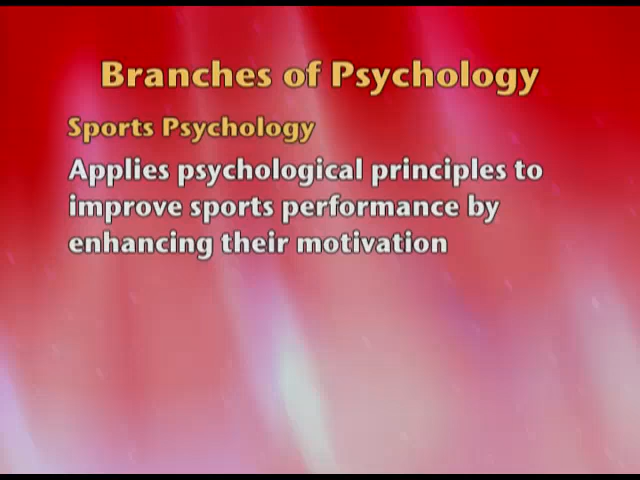 Branches of Psychology
Sports Psychology
Applies psychological principles to
improve sports performance by
enhancing their motivation